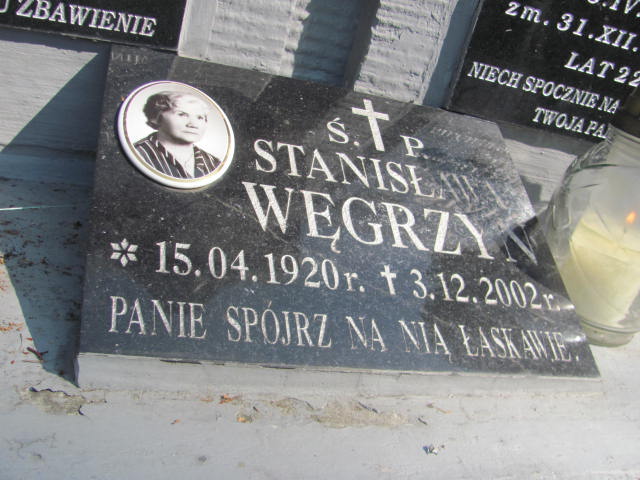 U ZBAWIENIE
zm. 31.XII
LAT 22
NIECH SPOCZNIE NA
TWOJA
Ś. P.
STANISŁAWA
WĘGRZYN
15.04.1920 r. 3.12.2002 r.
PANIE SPÓJRZ NA NIĄ ŁASKAWIE.